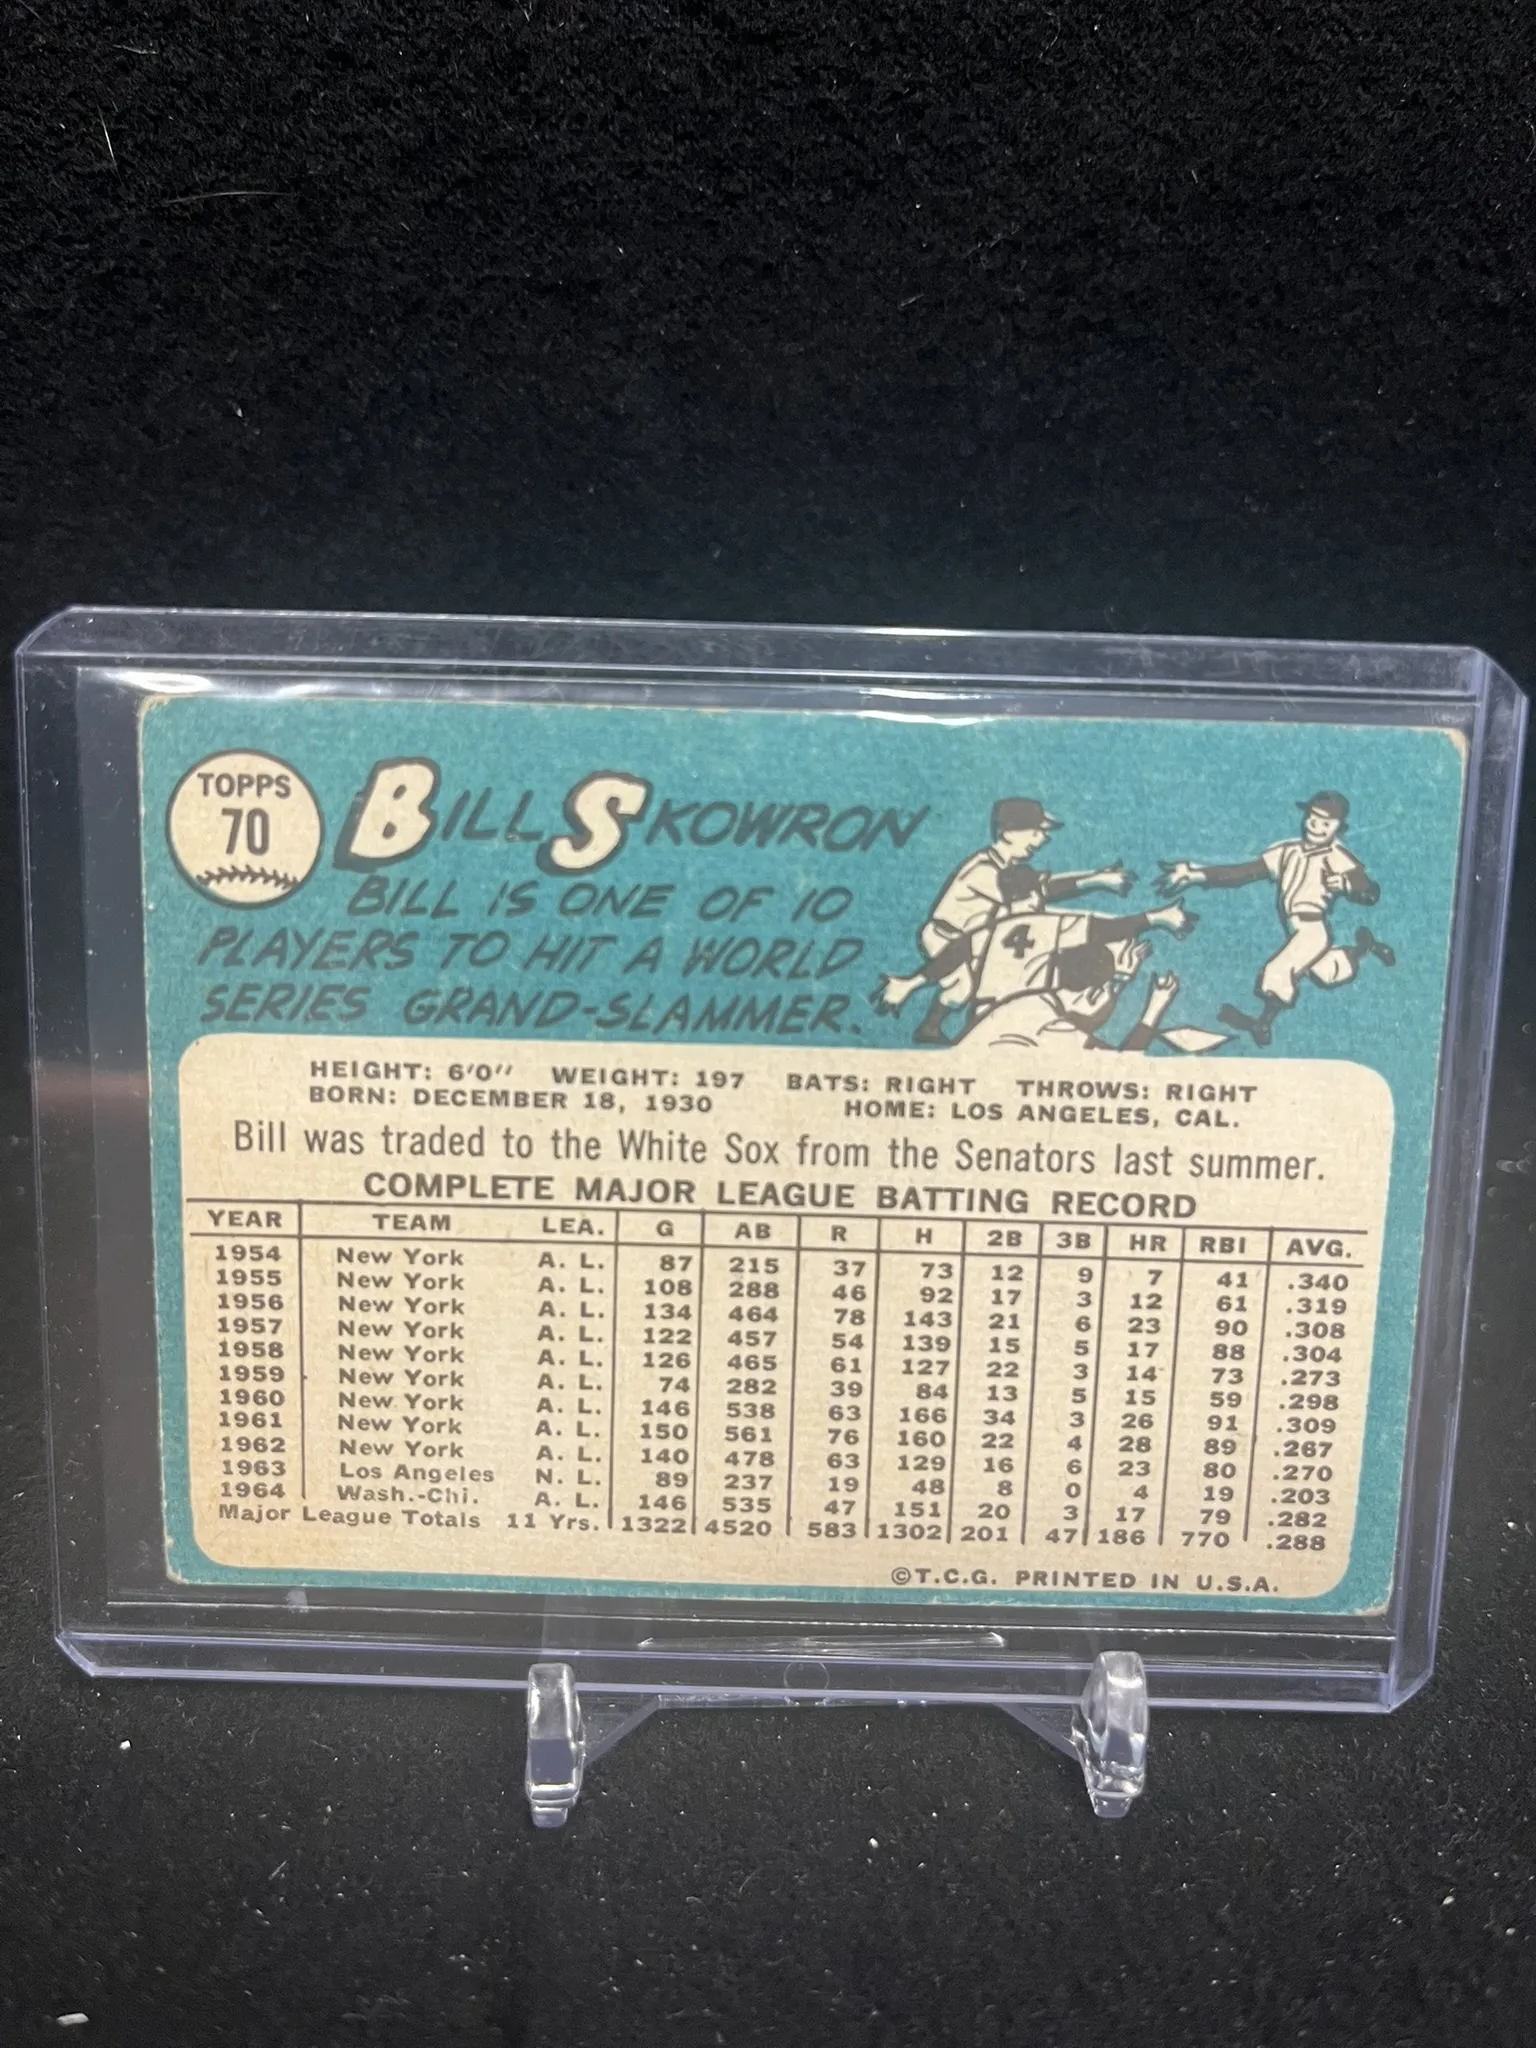 TOPPS
70
BILL SKOWRON
BILL IS ONE OF 10
PLAYERS TO HIT A WORLD
SERIES GRAND-SLAMMER.
4
HEIGHT: 6'0" WEIGHT: 197 BATS: RIGHT THROWS: RIGHT
BORN: DECEMBER 18, 1930 HOME: LOS ANGELES, CAL.
Bill was traded to the White Sox from the Senators last summer.
COMPLETE MAJOR LEAGUE BATTING RECORD
YEAR TEAM LEA. G AB R H 2B 3B HR RBI AVG.
1954 New York A. L. 87 215 37 73 12 9 7 41 .340
1955 New York A. L. 108 288 46 92 17 3 12 61 .319
1956 New York A. L. 134 464 78 143 21 6 23 90 .308
1957 New York A. L. 122 457 54 139 15 5 17 88 .304
1958 New York A. L. 126 465 61 127 22 3 14 73 .273
1959 New York A. L. 74 282 39 84 13 5 15 59 .298
1960 New York A. L. 146 538 63 166 34 3 26 91 .309
1961 New York A. L. 150 561 76 160 22 4 28 89 .267
1962 New York A. L. 140 478 63 129 16 6 23 80 .270
1963 Los Angeles N. L. 89 237 19 48 8 0 4 19 .203
1964 Wash.-Chi. A. L. 146 535 47 151 20 3 17 79 .282
Major League Totals 11 Yrs. 1322 4520 583 1302 201 47 186 770 .288
©T.C.G. PRINTED IN U.S.A.